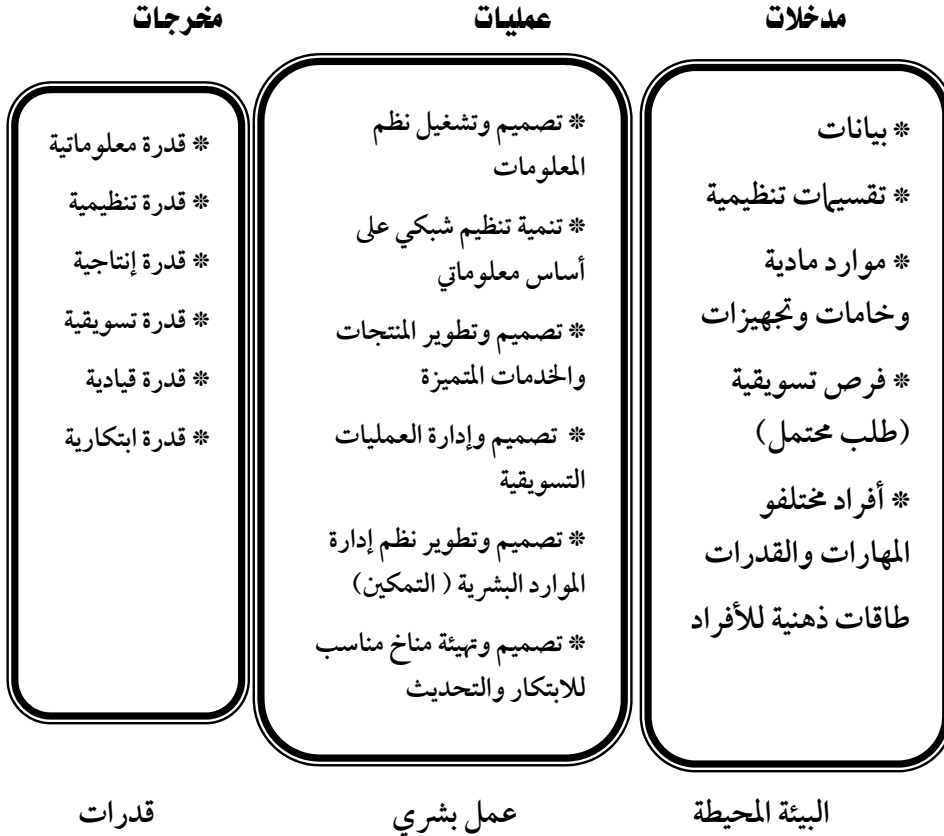 مدخلات
* بيانات
* تقسيمات تنظيمية
* موارد مادية
وخامات وتجهيزات
* فرص تسويقية
(طلب محتمل)
* أفراد مختلفو
المهارات والقدرات
طاقات ذهنية للأفراد
البيئة المحيطة
عمليات
* تصميم وتشغيل نظم
المعلومات
* تنمية تنظيم شبكي على
أساس معلوماتي
* تصميم وتطوير المنتجات
والخدمات المتميزة
* تصميم وإدارة العمليات
التسويقية
* تصميم وتطوير نظم إدارة
الموارد البشرية ( التمكين)
* تصميم وتهيئة مناخ مناسب
للابتكار والتحديث
عمل بشري
مخرجات
* قدرة معلوماتية
* قدرة تنظيمية
* قدرة إنتاجية
* قدرة تسويقية
* قدرة قيادية
* قدرة ابتكارية
قدرات